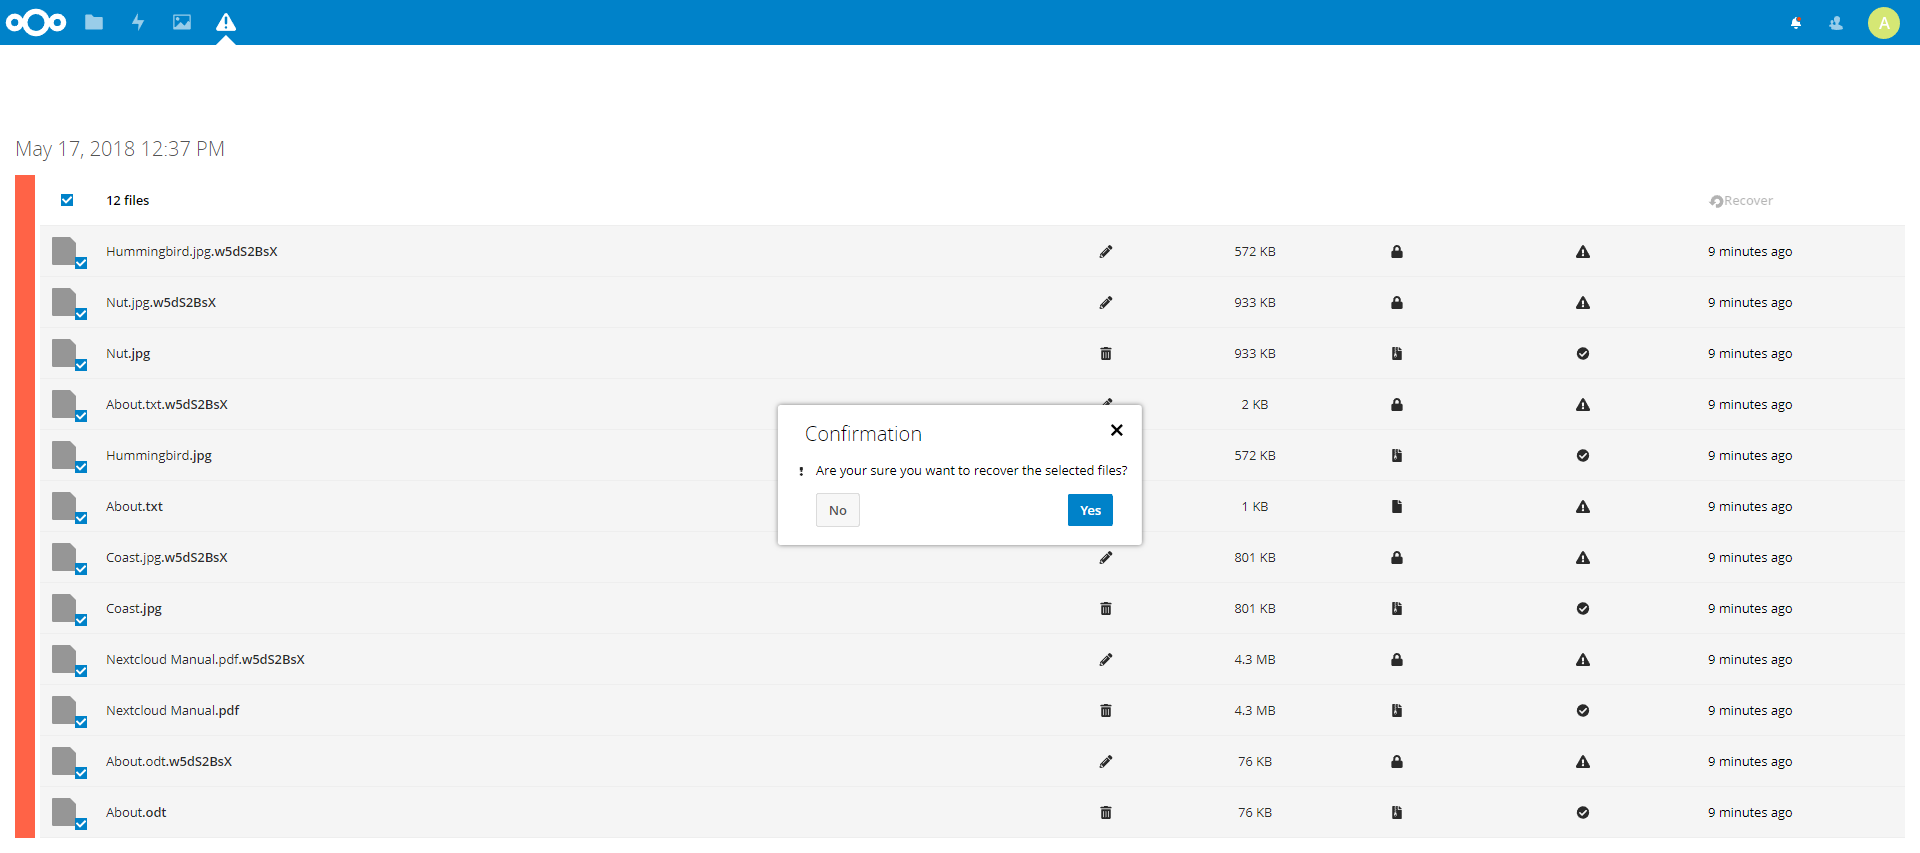 A
May 17, 2018 12:37 PM
12 files Recover
Hummingbird.jpg.w5dS2BsX 572 KB 9 minutes ago
Nut.jpg.w5dS2BsX 933 KB 9 minutes ago
Nut.jpg 933 KB 9 minutes ago
About.txt.w5dS2BsX 2 KB 9 minutes ago
Hummingbird.jpg 572 KB 9 minutes ago
About.txt 1 KB 9 minutes ago
Coast.jpg.w5dS2BsX 801 KB 9 minutes ago
Coast.jpg 801 KB 9 minutes ago
Nextcloud Manual.pdf.w5dS2BsX 4.3 MB 9 minutes ago
Nextcloud Manual.pdf 4.3 MB 9 minutes ago
About.odt.w5dS2BsX 76 KB 9 minutes ago
About.odt 76 KB 9 minutes ago
Confirmation
Are your sure you want to recover the selected files?
No Yes